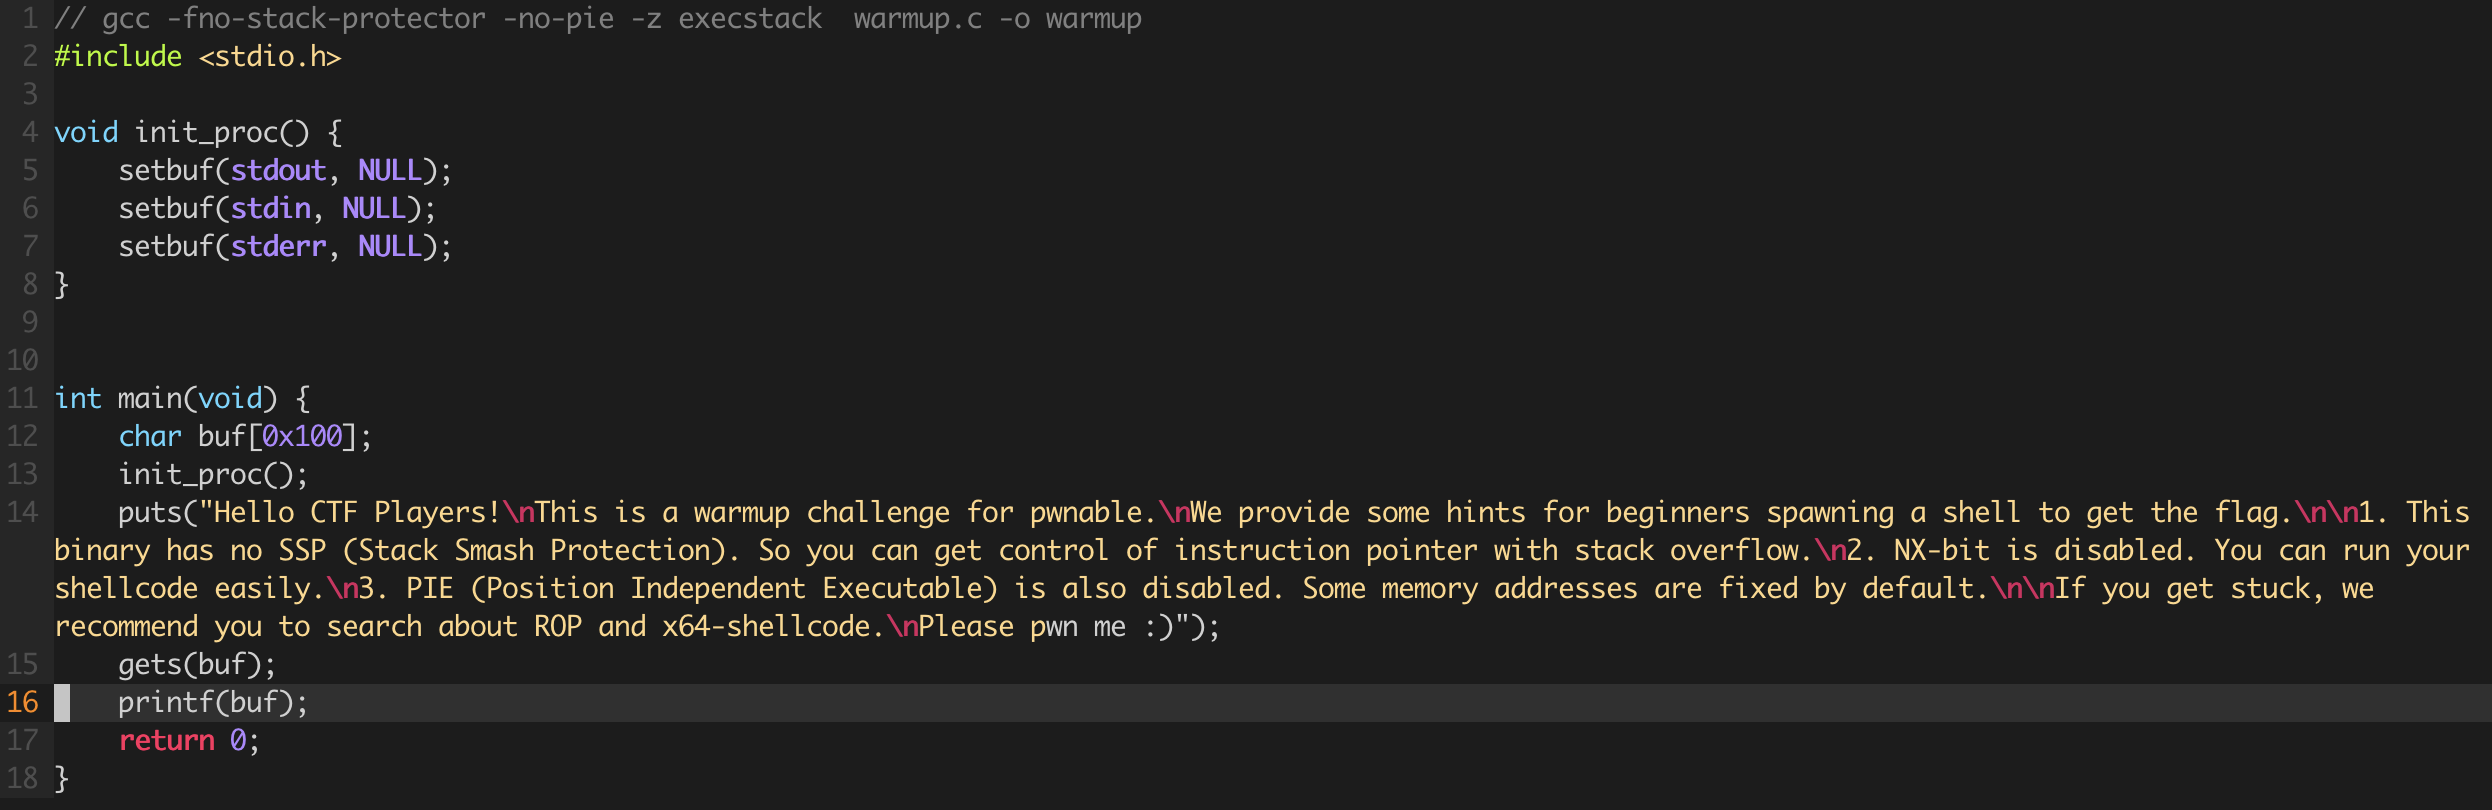 1 // gcc -fno-stack-protector -no-pie -z execstack  warmup.c -o warmup
2 #include <stdio.h>
3
4 void init_proc() {
5     setbuf(stdout, NULL);
6     setbuf(stdin, NULL);
7     setbuf(stderr, NULL);
8 }
9
10
11 int main(void) {
12     char buf[0x100];
13     init_proc();
14     puts("Hello CTF Players!\nThis is a warmup challenge for pwnable.\nWe provide some hints for beginners spawning a shell to get the flag.\n\n1. This
binary has no SSP (Stack Smash Protection). So you can get control of instruction pointer with stack overflow.\n2. NX-bit is disabled. You can run your
shellcode easily.\n3. PIE (Position Independent Executable) is also disabled. Some memory addresses are fixed by default.\n\nIf you get stuck, we
recommend you to search about ROP and x64-shellcode.\nPlease pwn me :)");
15     gets(buf);
16     printf(buf);
17     return 0;
18 }